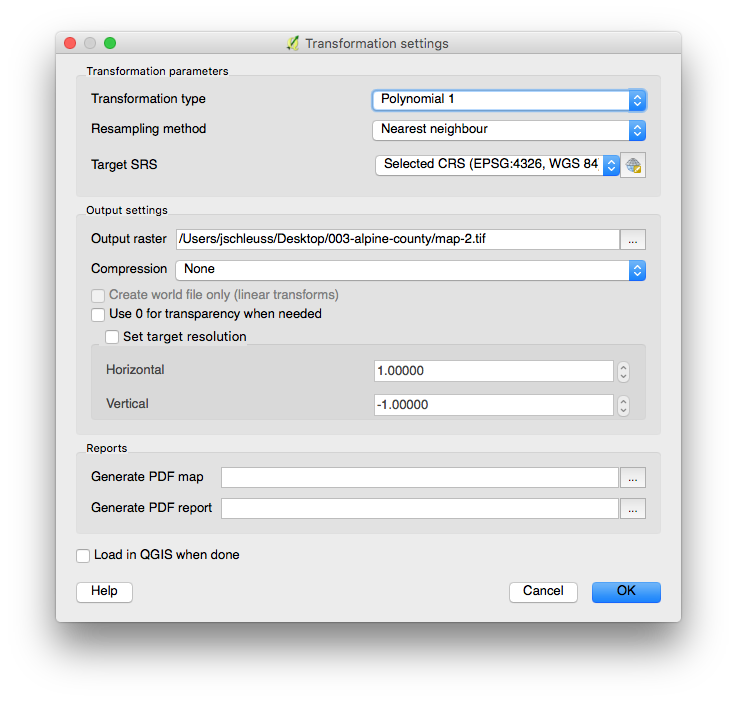 Transformation settings
Transformation parameters
Transformation type Polynomial 1
Resampling method Nearest neighbour
Target SRS Selected CRS (EPSG:4326, WGS 84
Output settings
Output raster /Users/jschleuss/Desktop/003-alpine-county/map-2.tif ...
Compression None
Create world file only (linear transforms)
Use 0 for transparency when needed
Set target resolution
Horizontal 1.00000
Vertical -1.00000
Reports
Generate PDF map ...
Generate PDF report ...
Load in QGIS when done
Help Cancel OK